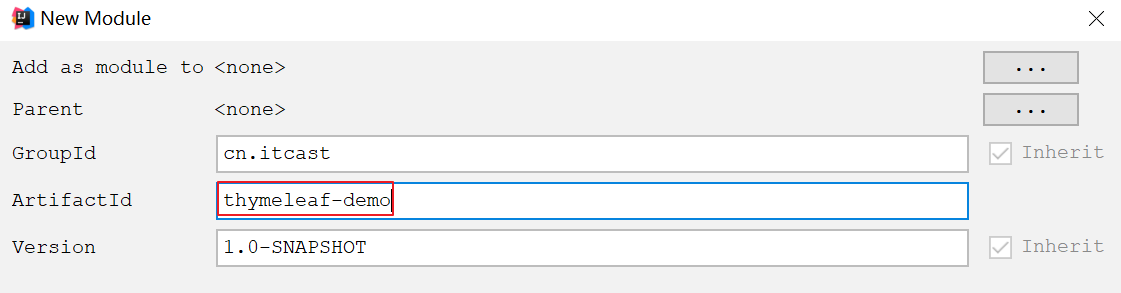 New Module
Add as module to <none> ...
Parent <none> ...
GroupId cn.itcast Inherit
ArtifactId thymeleaf-demo
Version 1.0-SNAPSHOT Inherit